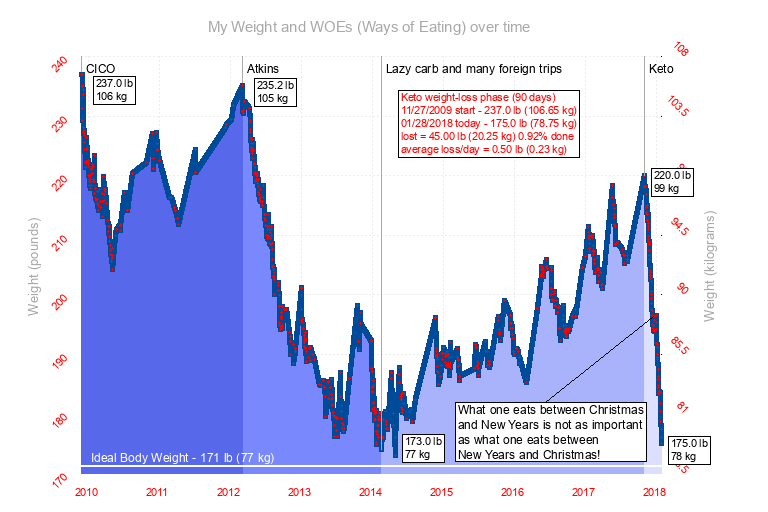 My Weight and WOEs (Ways of Eating) over time
240
230
220
210
200
190
180
170
Weight (pounds)
108
103.5
94.5
90
85.5
81
Weight (kilograms)
CICO
Atkins
Lazy carb and many foreign trips
Keto
237.0 lb
106 kg
235.2 lb
105 kg
Keto weight-loss phase (90 days)
11/27/2009 start - 237.0 lb (106.65 kg)
01/28/2018 today - 175.0 lb (78.75 kg)
lost = 45.00 lb (20.25 kg) 0.92% done
average loss/day = 0.50 lb (0.23 kg)
220.0 lb
99 kg
What one eats between Christmas
and New Years is not as important
as what one eats between
New Years and Christmas!
173.0 lb
77 kg
175.0 lb
78 kg
Ideal Body Weight - 171 lb (77 kg)
2010
2011
2012
2013
2014
2015
2016
2017
2018